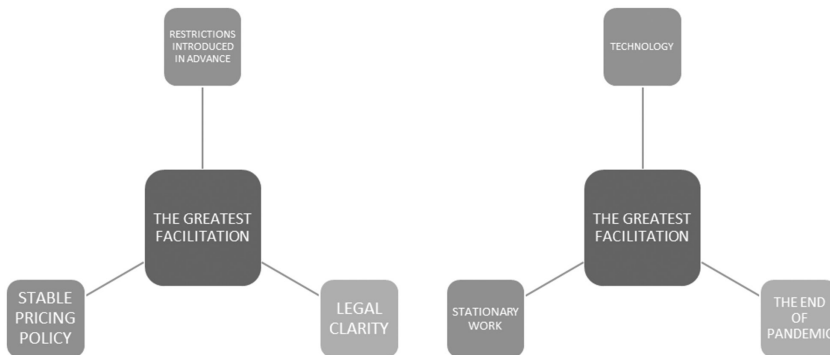 RESTRICTIONS
INTRODUCED
IN ADVANCE
THE GREATEST
FACILITATION
STABLE
PRICING
POLICY
LEGAL
CLARITY
TECHNOLOGY
THE GREATEST
FACILITATION
STATIONARY
WORK
THE END
OF
PANDEMIC